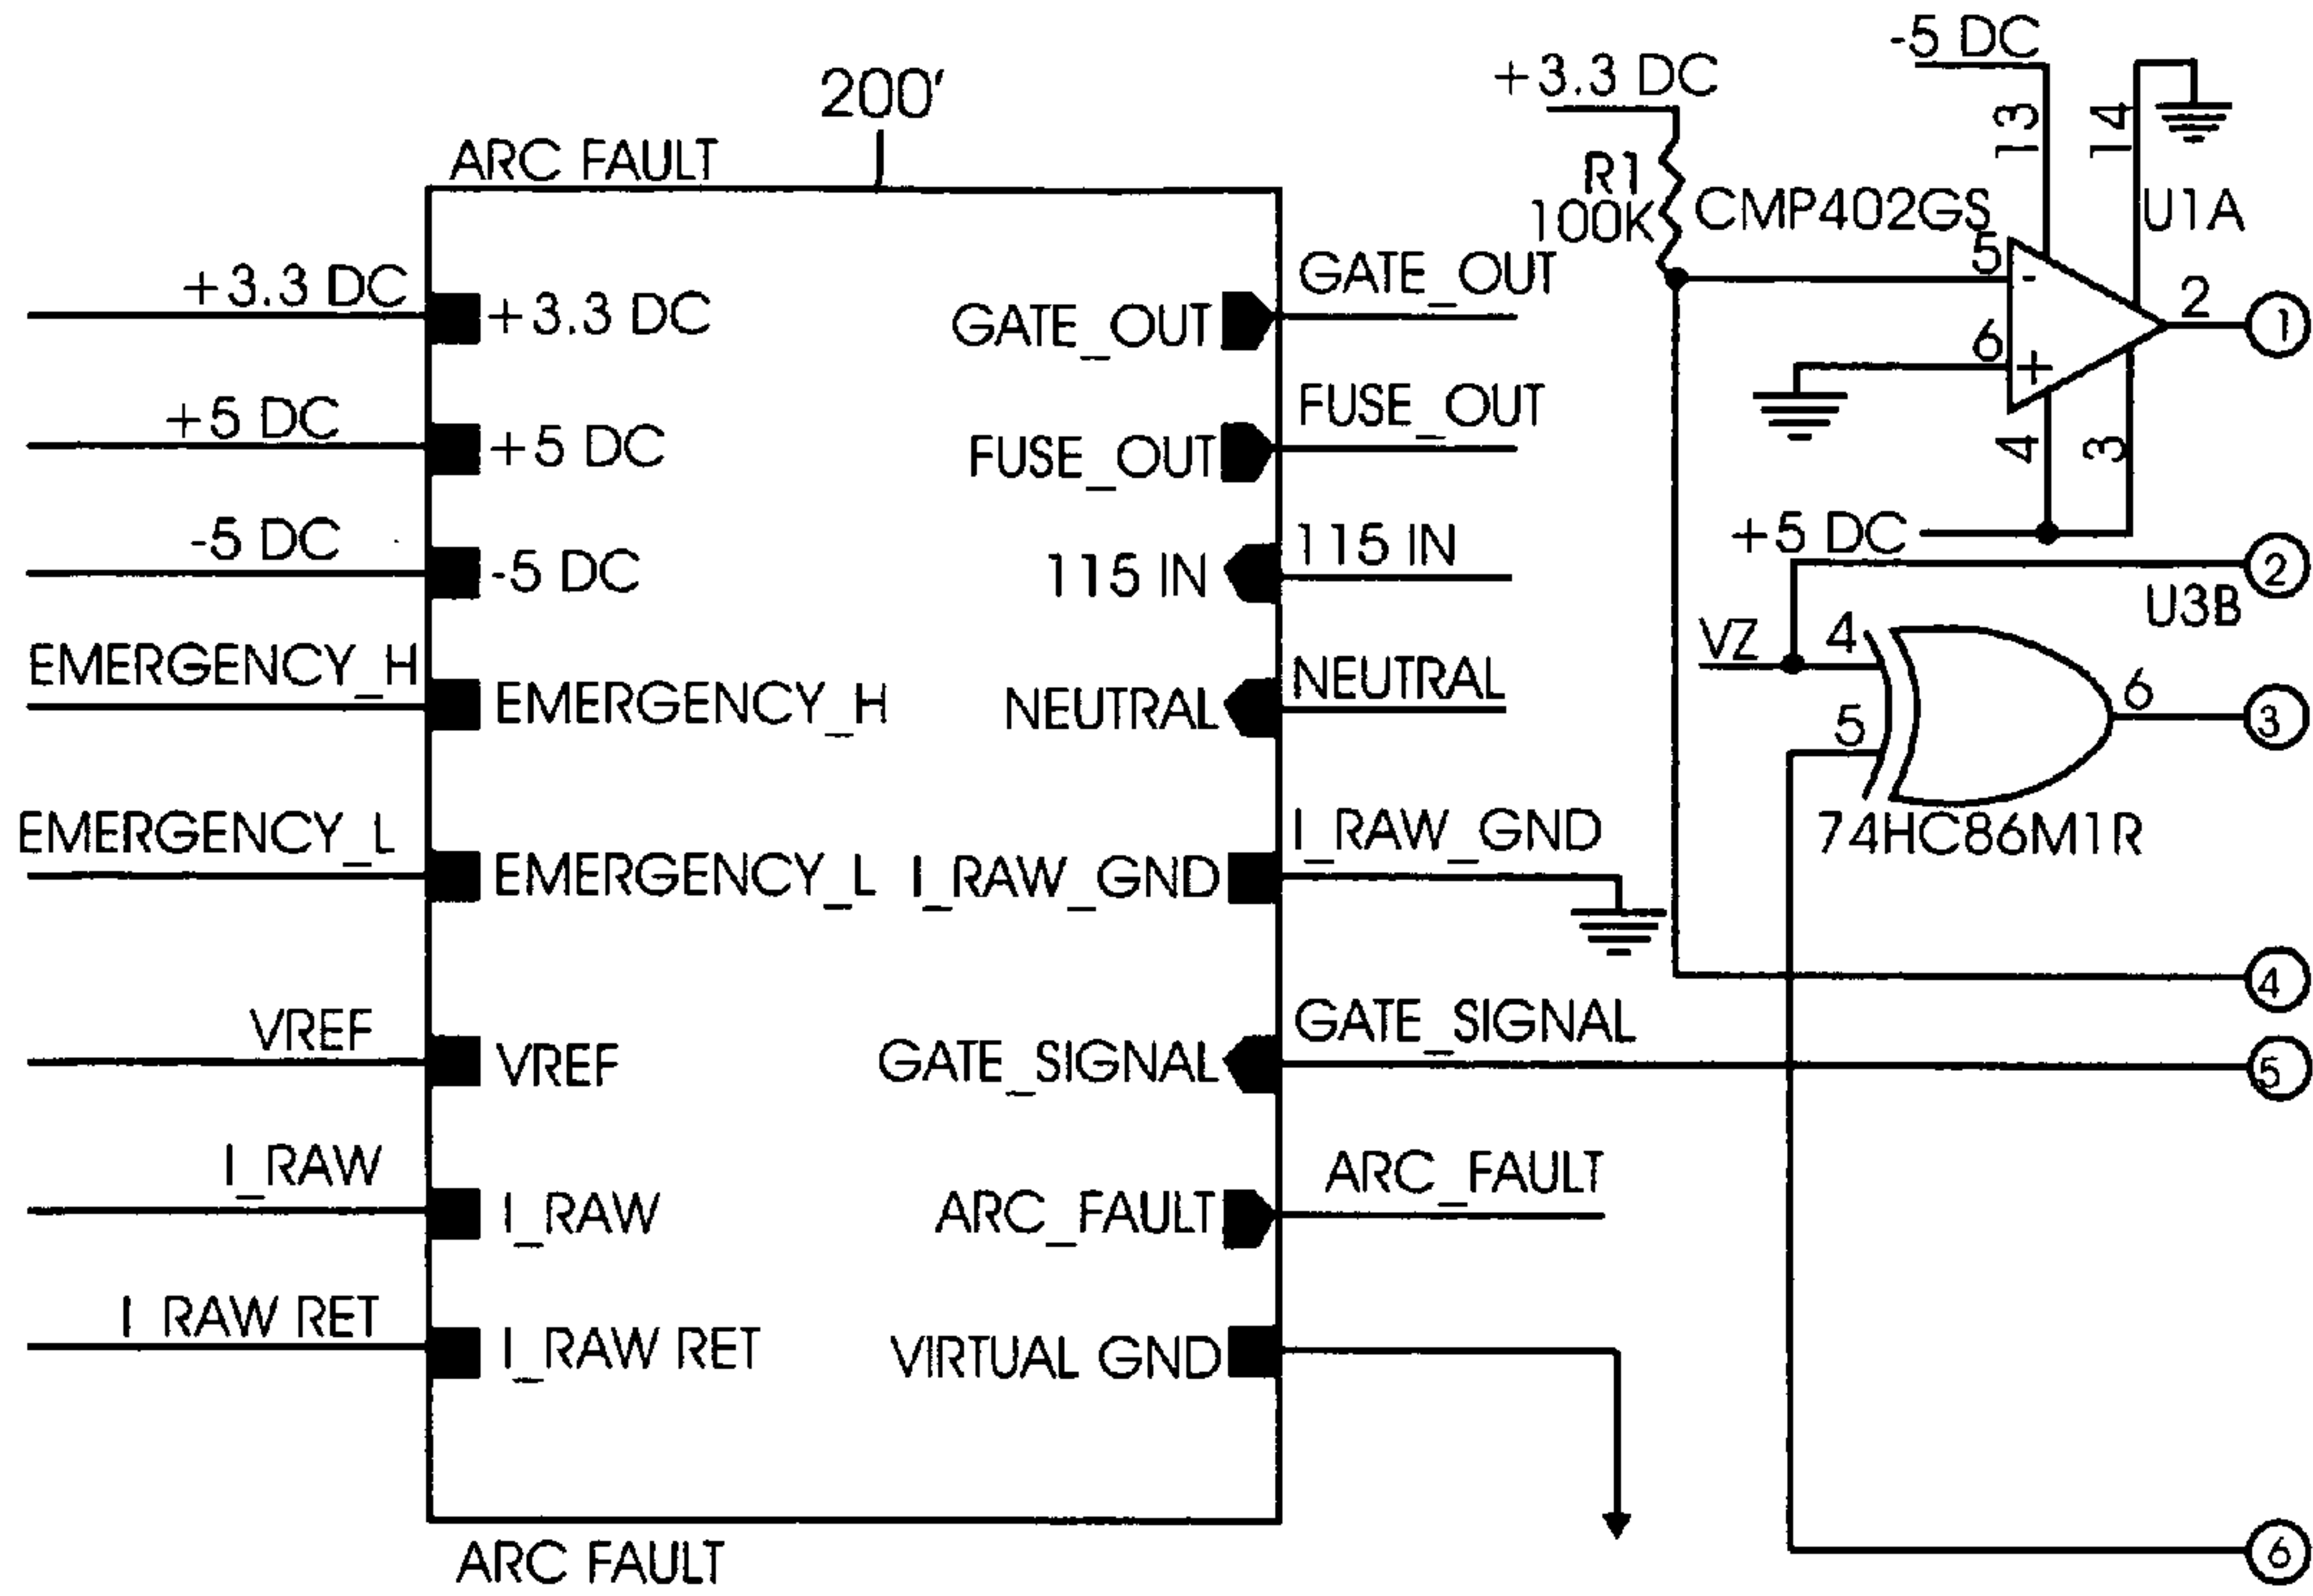 200'
ARC FAULT
+3.3 DC
+3.3 DC
+5 DC
+5 DC
-5 DC
-5 DC
EMERGENCY_H
EMERGENCY_H
EMERGENCY_L
EMERGENCY_L
VREF
VREF
I_RAW
I_RAW
I RAW RET
I_RAW RET
GATE_OUT
GATE_OUT
FUSE_OUT
FUSE_OUT
115 IN
115 IN
NEUTRAL
NEUTRAL
I_RAW_GND
I_RAW_GND
GATE_SIGNAL
GATE_SIGNAL
ARC_FAULT
ARC_FAULT
VIRTUAL GND
ARC FAULT
+3.3 DC
R1
100K
-5 DC
13
14
CMP402GS
U1A
5
-
6
+
2
1
4
3
+5 DC
2
U3B
VZ
4
5
6
3
74HC86M1R
4
5
6